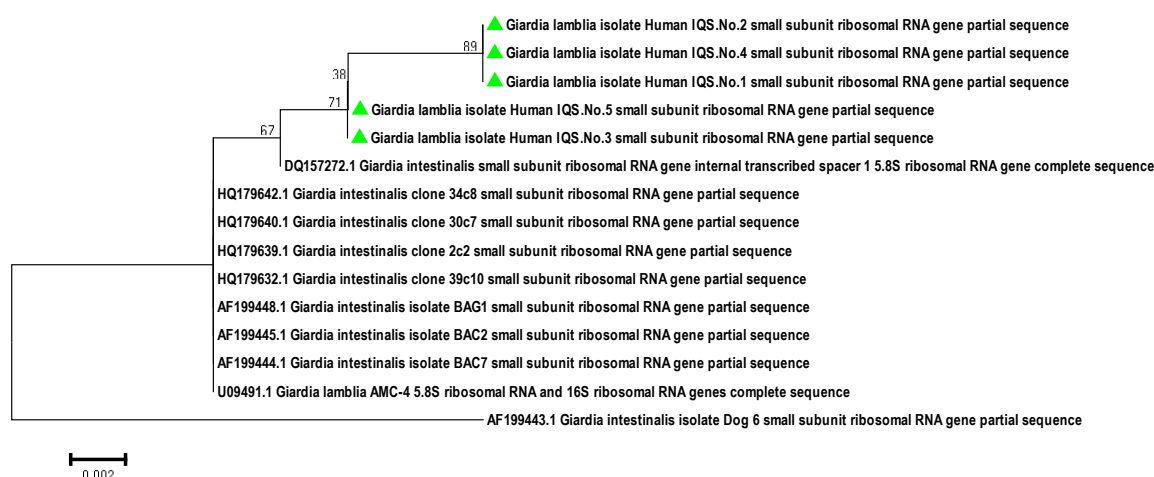 Giardia lamblia isolate Human IQS.No.2 small subunit ribosomal RNA gene partial sequence
89
Giardia lamblia isolate Human IQS.No.4 small subunit ribosomal RNA gene partial sequence
38
Giardia lamblia isolate Human IQS.No.1 small subunit ribosomal RNA gene partial sequence
71
Giardia lamblia isolate Human IQS.No.5 small subunit ribosomal RNA gene partial sequence
67
Giardia lamblia isolate Human IQS.No.3 small subunit ribosomal RNA gene partial sequence
DQ157272.1 Giardia intestinalis small subunit ribosomal RNA gene internal transcribed spacer 1 5.8S ribosomal RNA gene complete sequence
HQ179642.1 Giardia intestinalis clone 34c8 small subunit ribosomal RNA gene partial sequence
HQ179640.1 Giardia intestinalis clone 30c7 small subunit ribosomal RNA gene partial sequence
HQ179639.1 Giardia intestinalis clone 2c2 small subunit ribosomal RNA gene partial sequence
HQ179632.1 Giardia intestinalis clone 39c10 small subunit ribosomal RNA gene partial sequence
AF199448.1 Giardia intestinalis isolate BAG1 small subunit ribosomal RNA gene partial sequence
AF199445.1 Giardia intestinalis isolate BAC2 small subunit ribosomal RNA gene partial sequence
AF199444.1 Giardia intestinalis isolate BAC7 small subunit ribosomal RNA gene partial sequence
U09491.1 Giardia lamblia AMC-4 5.8S ribosomal RNA and 16S ribosomal RNA genes complete sequence
AF199443.1 Giardia intestinalis isolate Dog 6 small subunit ribosomal RNA gene partial sequence
0.002